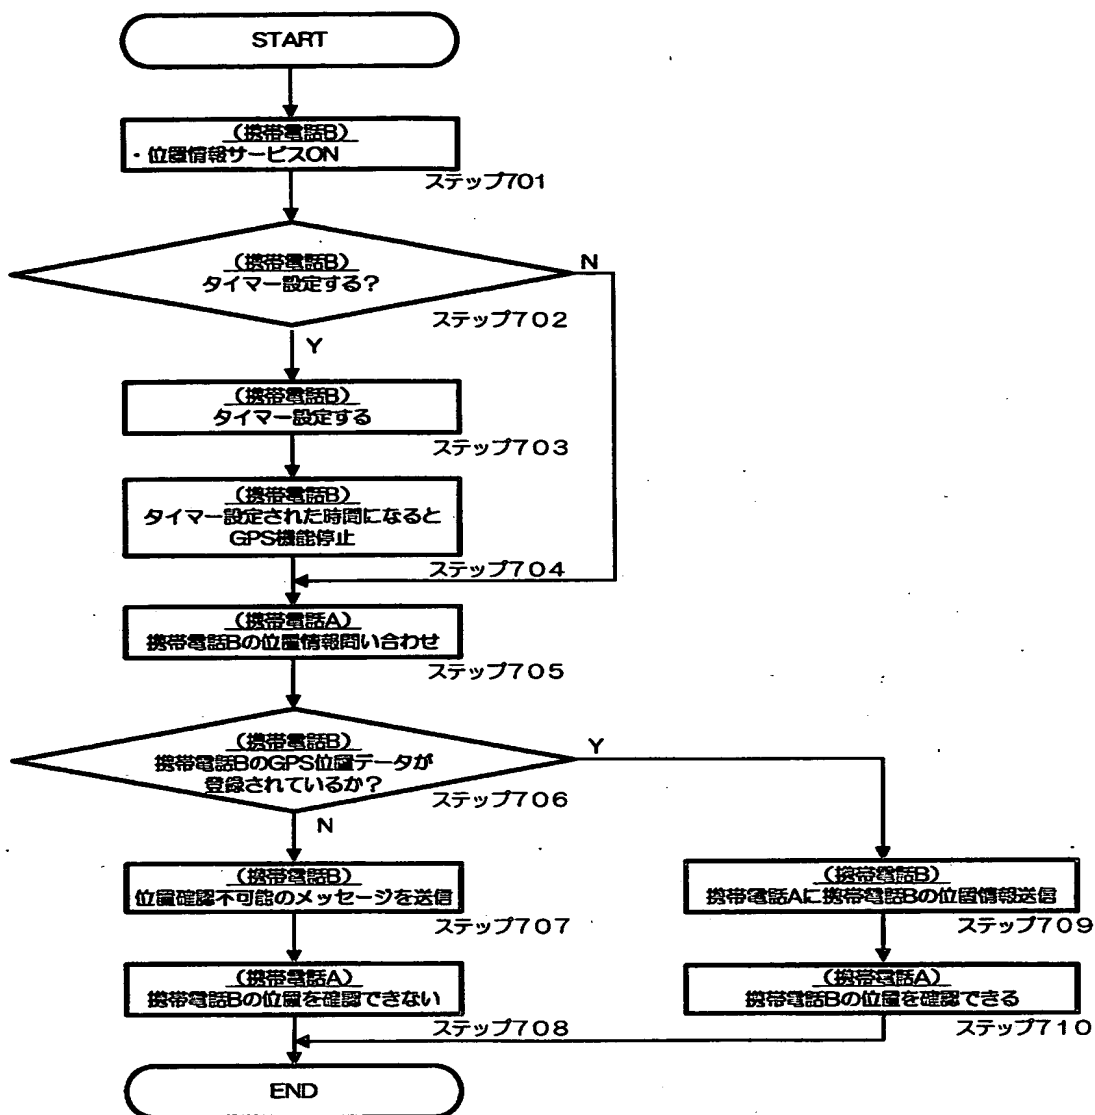 START
（携帯電話B）
・位置情報サービスON
ステップ701
（携帯電話B）
タイマー設定する？
N
ステップ７０２
Y
（携帯電話B）
タイマー設定する
ステップ７０３
（携帯電話B）
タイマー設定された時間になると
GPS機能停止
ステップ７０４
（携帯電話A）
携帯電話Bの位置情報問い合わせ
ステップ７０５
（携帯電話B）
携帯電話BのGPS位置データが
登録されているか？
Y
ステップ７０６
N
（携帯電話B）
位置確認不可能のメッセージを送信
ステップ７０７
（携帯電話A）
携帯電話Bの位置を確認できない
ステップ７０８
（携帯電話B）
携帯電話Aに携帯電話Bの位置情報送信
ステップ７０９
（携帯電話A）
携帯電話Bの位置を確認できる
ステップ７１０
END